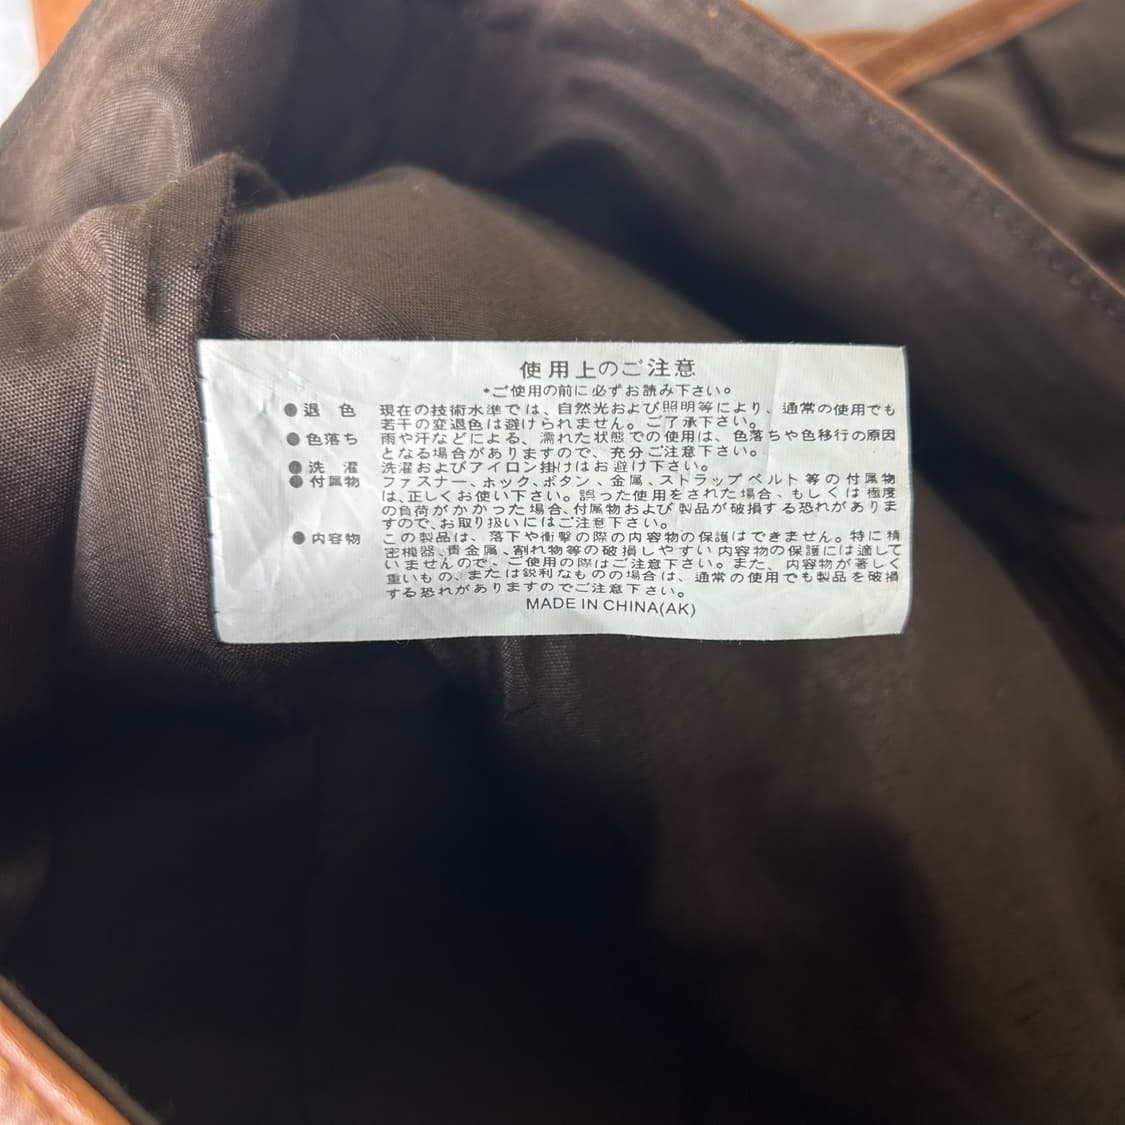 使用上のご注意
*ご使用の前に必ずお読み下さい。
●退 色 現在の技術水準では、自然光および照明等により、通常の使用でも
若干の変退色は避けられません。ご了承下さい。
●色落ち 雨や汗などによる、濡れた状態での使用は、色落ちや色移行の原因
となる場合がありますので、充分ご注意下さい。
●洗 濯 洗濯およびアイロン掛けはお避け下さい。
●付属物 ファスナー、ホック、ボタン、金属、ストラップベルト等の付属物
は、正しくお使い下さい。誤った使用をされた場合、もしくは極度
の負荷がかかった場合、付属物および製品が破損する恐れがありま
すので、お取り扱いにはご注意下さい。
●内容物 この製品は、落下や衝撃の際の内容物の保護はできません。特に精
密機器、貴金属、割れ物等の破損しやすい内容物の保護には適して
いませんので、ご使用の際はご注意下さい。また、内容物が著しく
重いもの、または鋭利なものの場合は、通常の使用でも製品を破損
する恐れがありますのでご注意下さい。
MADE IN CHINA(AK)